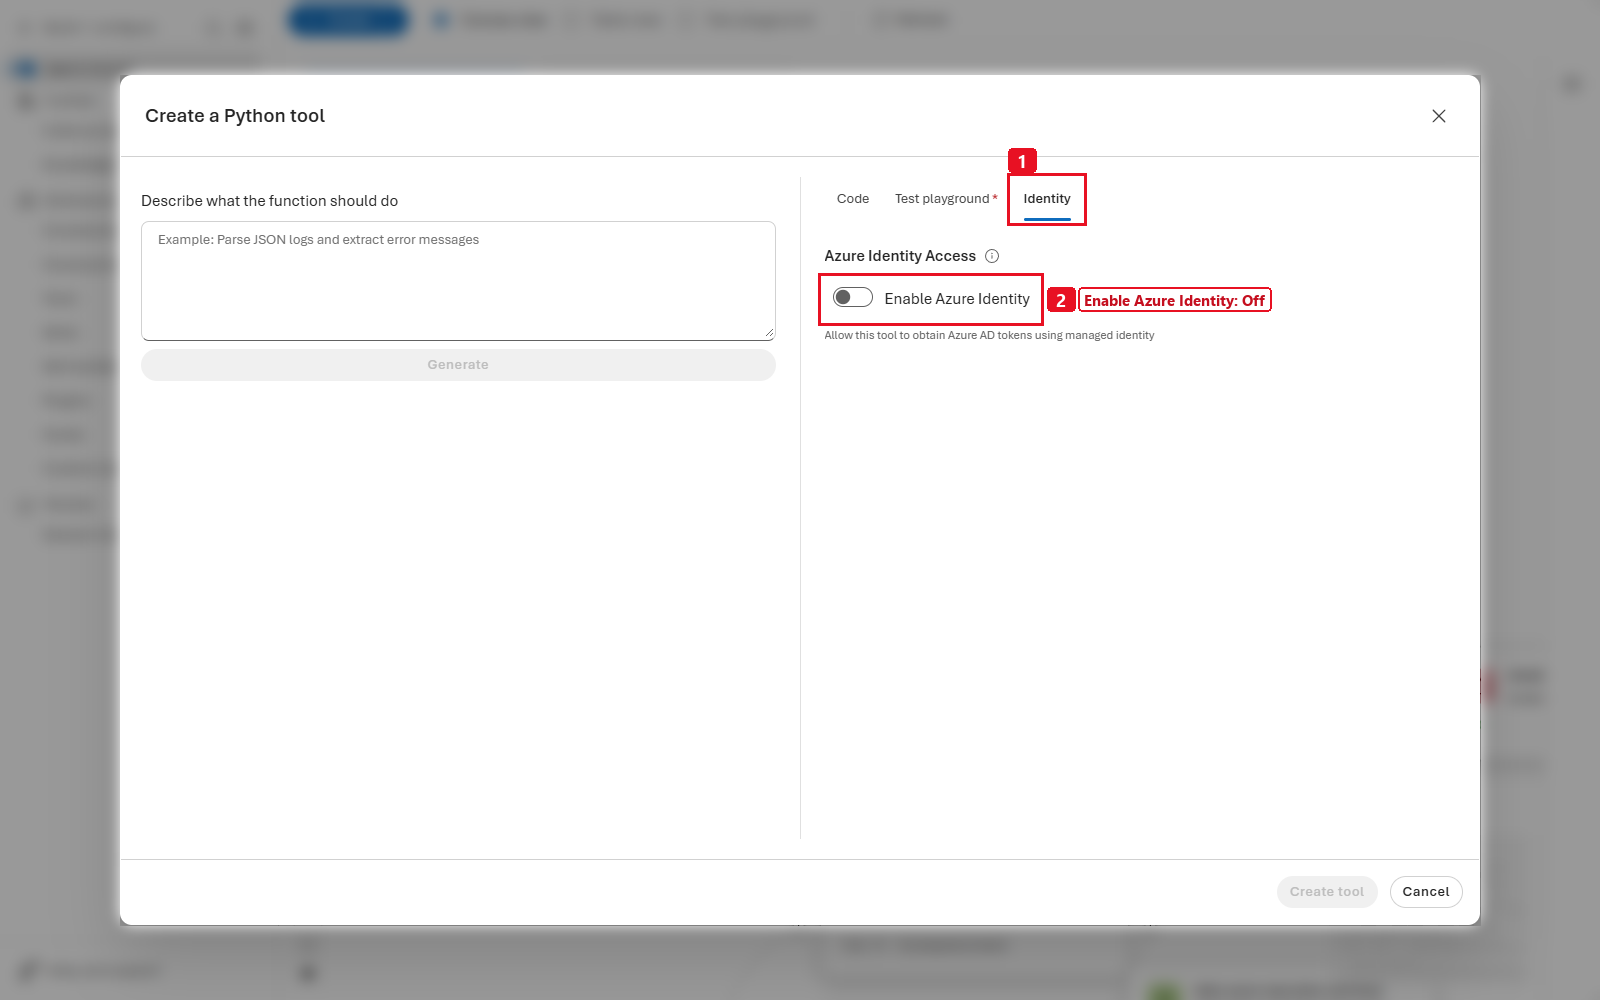 Create a Python tool
Describe what the function should do
Example: Parse JSON logs and extract error messages
Generate
1
Code Test playground * Identity
Azure Identity Access
Enable Azure Identity
2 Enable Azure Identity: Off
Allow this tool to obtain Azure AD tokens using managed identity
Create tool Cancel